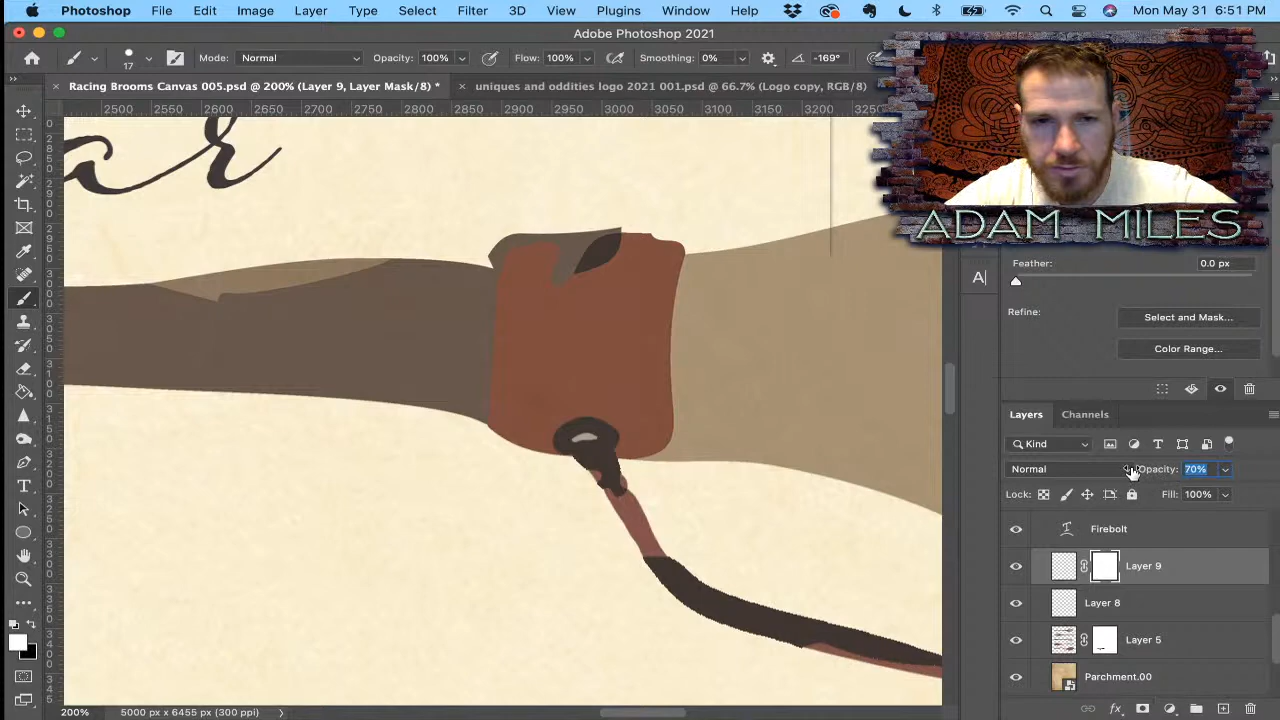 Photoshop File Edit Image Layer Type Select Filter 3D View Plugins Window Help Mon May 31 6:51 PM
Adobe Photoshop 2021
17 Mode: Normal Opacity: 100% Flow: 100% Smoothing: 0% -169°
Racing Brooms Canvas 005.psd @ 200% (Layer 9, Layer Mask/8) * uniques and oddities logo 2021 001.psd @ 66.7% (Logo copy, RGB/8)
2500 2550 2600 2650 2700 2750 2800 2850 2900 2950 3000 3050 3100 3150 3200 3250
ar
ADAM MILES
Feather: 0.0 px
Refine: Select and Mask...
Color Range...
Layers Channels
Kind
Normal Opacity: 70%
Lock: Fill: 100%
Firebolt
Layer 9
Layer 8
Layer 5
Parchment.00
200% 5000 px x 6455 px (300 ppi)